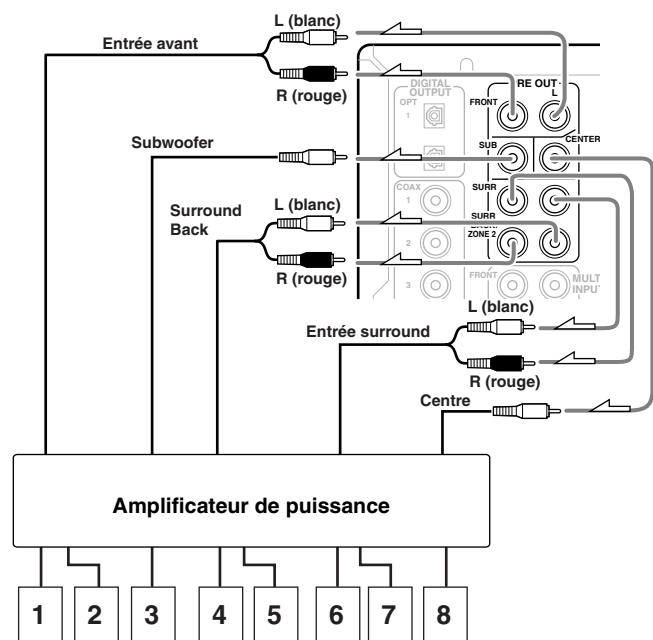 L (blanc)
Entrée avant
R (rouge)
DIGITAL
OUTPUT
OPT
1
RE OUT
L
FRONT
SUB
CENTER
Subwoofer
SURR
COAX
1
L (blanc)
Surround
Back
SURR
ZONE 2
2
R (rouge)
3
FRONT
MULT
INPUT
L (blanc)
Entrée surround
R (rouge)
Centre
Amplificateur de puissance
1 2 3 4 5 6 7 8